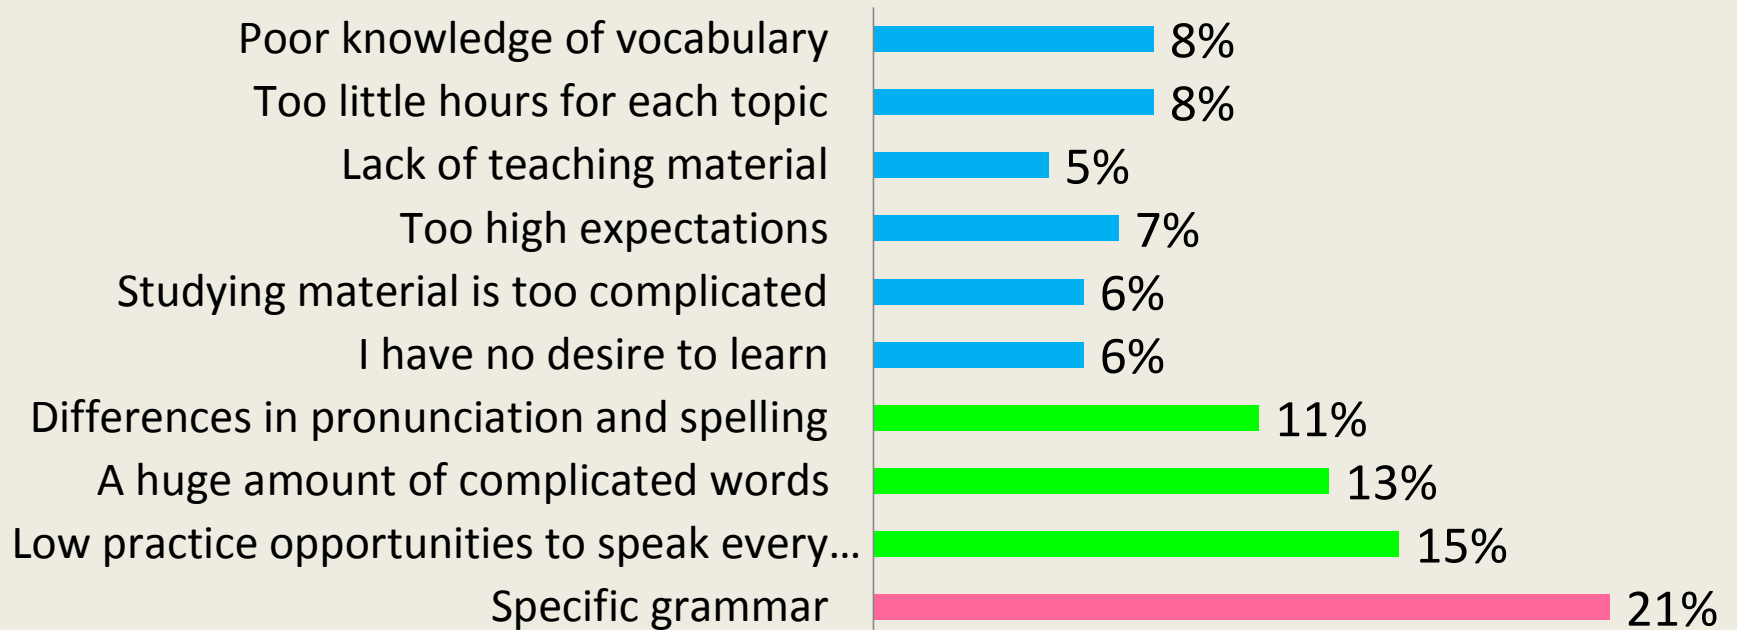 Poor knowledge of vocabulary 8%
Too little hours for each topic 8%
Lack of teaching material 5%
Too high expectations 7%
Studying material is too complicated 6%
I have no desire to learn 6%
Differences in pronunciation and spelling 11%
A huge amount of complicated words 13%
Low practice opportunities to speak every... 15%
Specific grammar 21%